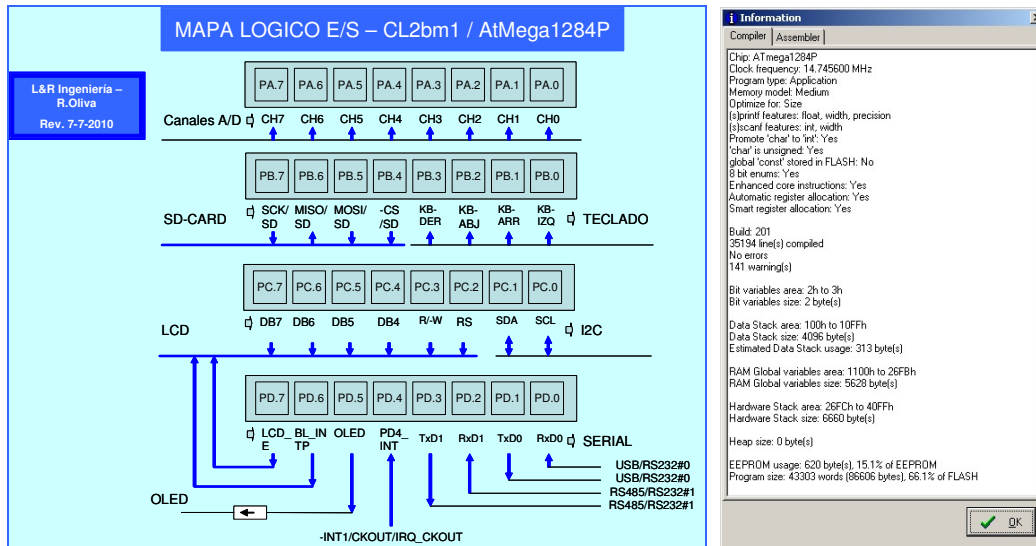 MAPA LOGICO E/S – CL2bm1 / AtMega1284P
L&R Ingeniería –
R.Oliva
Rev. 7-7-2010
PA.7 PA.6 PA.5 PA.4 PA.3 PA.2 PA.1 PA.0
Canales A/D CH7 CH6 CH5 CH4 CH3 CH2 CH1 CH0
PB.7 PB.6 PB.5 PB.4 PB.3 PB.2 PB.1 PB.0
SD-CARD SCK/ MISO/ MOSI/ -CS KB- KB- KB- KB- TECLADO
SD SD SD /SD DER ABJ ARR IZQ
PC.7 PC.6 PC.5 PC.4 PC.3 PC.2 PC.1 PC.0
LCD DB7 DB6 DB5 DB4 R/-W RS SDA SCL I2C
PD.7 PD.6 PD.5 PD.4 PD.3 PD.2 PD.1 PD.0
LCD_ BL_IN OLED PD4_ TxD1 RxD1 TxD0 RxD0 SERIAL
E TP INT
USB/RS232#0
USB/RS232#0
RS485/RS232#1
RS485/RS232#1
OLED
-INT1/CKOUT/IRQ_CKOUT
Information
Compiler Assembler
Chip: ATmega1284P
Clock frequency: 14.745600 MHz
Program type: Application
Memory model: Medium
Optimize for: Size
(s)printf features: float, width, precision
(s)scanf features: int, width
Promote 'char' to 'int': Yes
'char' is unsigned: Yes
global 'const' stored in FLASH: No
8 bit enums: Yes
Enhanced core instructions: Yes
Automatic register allocation: Yes
Smart register allocation: Yes
Build: 201
35194 line(s) compiled
No errors
141 warning(s)
Bit variables area: 2h to 3h
Bit variables size: 2 byte(s)
Data Stack area: 100h to 10FFh
Data Stack size: 4096 byte(s)
Estimated Data Stack usage: 313 byte(s)
RAM Global variables area: 1100h to 26FBh
RAM Global variables size: 5628 byte(s)
Hardware Stack area: 26FCh to 40FFh
Hardware Stack size: 6660 byte(s)
Heap size: 0 byte(s)
EEPROM usage: 620 byte(s), 15.1% of EEPROM
Program size: 43303 words (86606 bytes), 66.1% of FLASH
OK